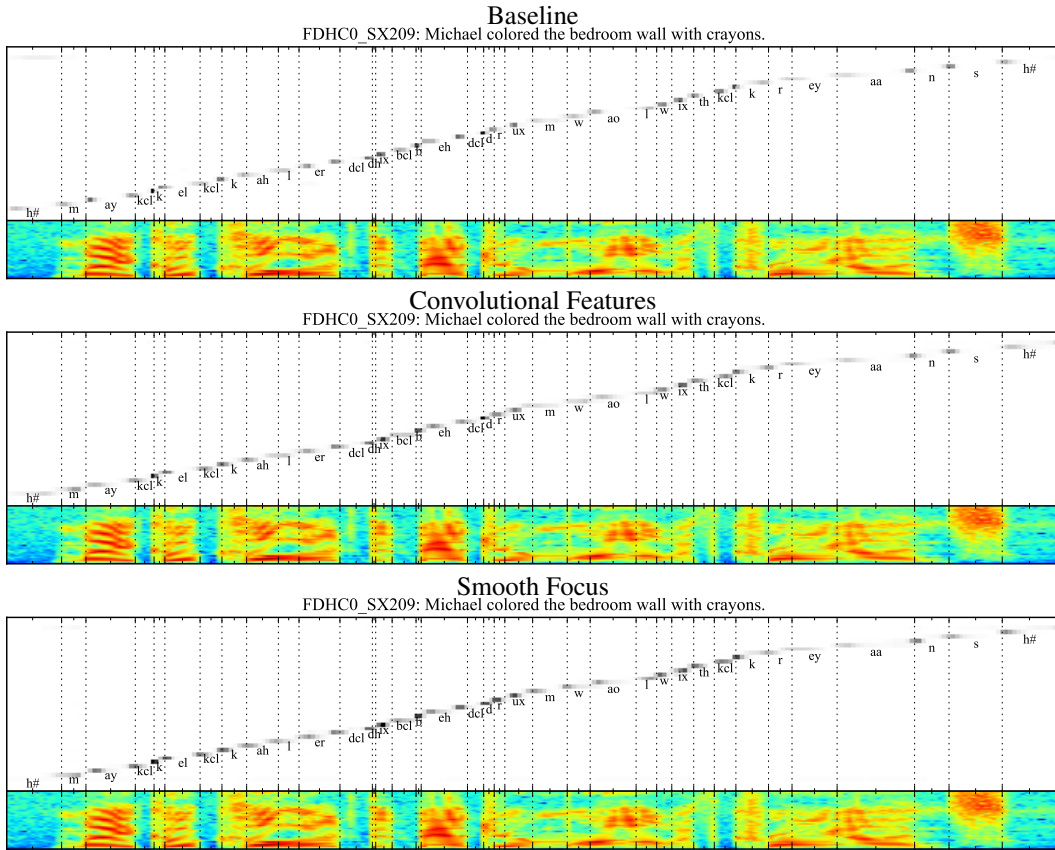 Baseline
FDHC0_SX209: Michael colored the bedroom wall with crayons.
h# m ay kcl k el kcl k ah l er dcl dh ix bcl b eh dcl d r ux m w ao l w ix th kcl k r ey aa n s h#
Convolutional Features
FDHC0_SX209: Michael colored the bedroom wall with crayons.
h# m ay kcl k el kcl k ah l er dcl dh ix bcl b eh dcl d r ux m w ao l w ix th kcl k r ey aa n s h#
Smooth Focus
FDHC0_SX209: Michael colored the bedroom wall with crayons.
h# m ay kcl k el kcl k ah l er dcl dh ix bcl b eh dcl d r ux m w ao l w ix th kcl k r ey aa n s h#